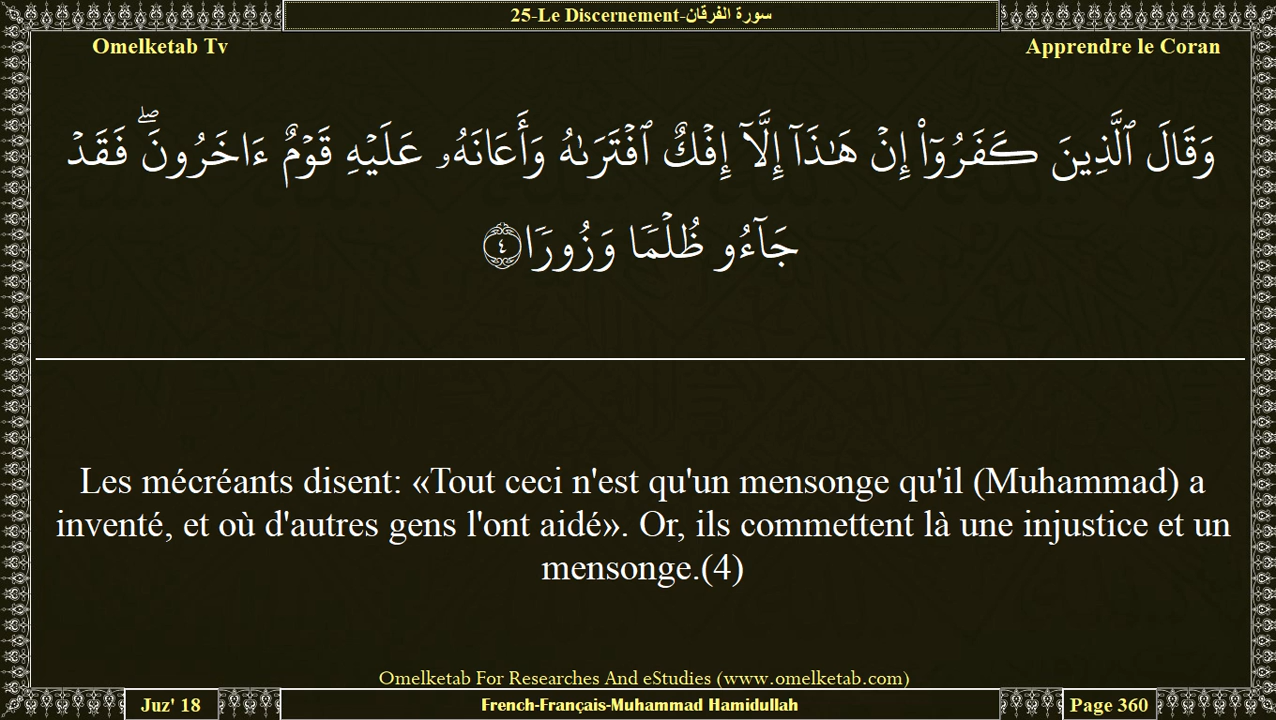 25-Le Discernement-سورة الفرقان
Omelketab Tv
Apprendre le Coran
وَقَالَ ٱلَّذِينَ كَفَرُوٓا۟ إِنْ هَـٰذَآ إِلَّآ إِفْكٌ ٱفْتَرَىٰهُ وَأَعَانَهُۥ عَلَيْهِ قَوْمٌ ءَاخَرُونَ ۖ فَقَدْ
جَآءُو ظُلْمًا وَزُورًا ٤
Les mécréants disent: «Tout ceci n'est qu'un mensonge qu'il (Muhammad) a
inventé, et où d'autres gens l'ont aidé». Or, ils commettent là une injustice et un
mensonge.(4)
Omelketab For Researches And eStudies (www.omelketab.com)
Juz' 18
French-Français-Muhammad Hamidullah
Page 360